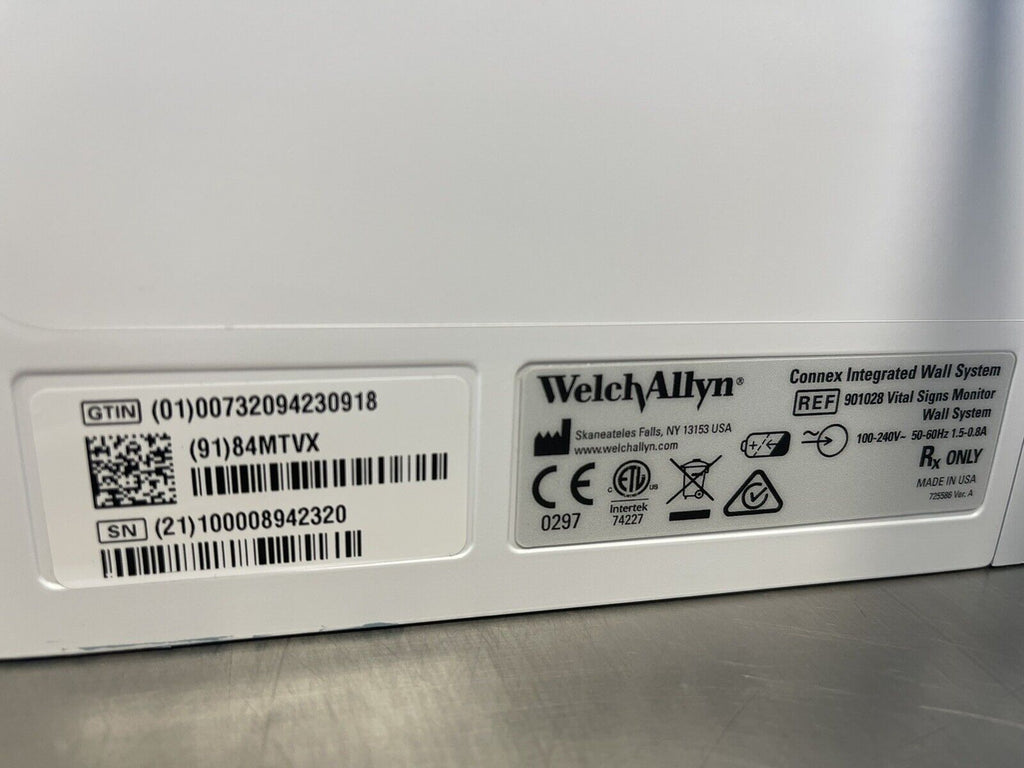 GTIN (01)00732094230918
(91)84MTVX
SN (21)100008942320
WelchAllyn®
Skaneateles Falls, NY 13153 USA
www.welchallyn.com
CE
0297
C ETL US
Intertek
74227
Connex Integrated Wall System
REF 901028 Vital Signs Monitor
Wall System
+/-
100-240V~ 50-60Hz 1.5-0.8A
Rx ONLY
MADE IN USA
725586 Ver. A